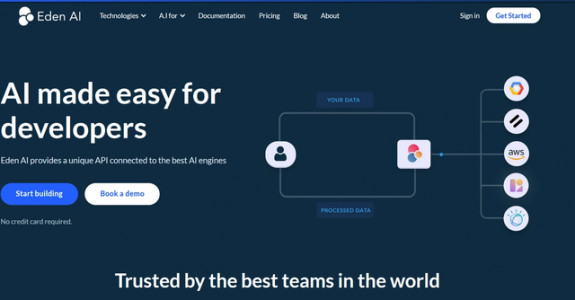 Eden AI
Technologies
A.I for
Documentation
Pricing
Blog
About
Sign in
Get Started
AI made easy for
developers
Eden AI provides a unique API connected to the best AI engines
Start building
Book a demo
No credit card required.
YOUR DATA
PROCESSED DATA
aws
Trusted by the best teams in the world